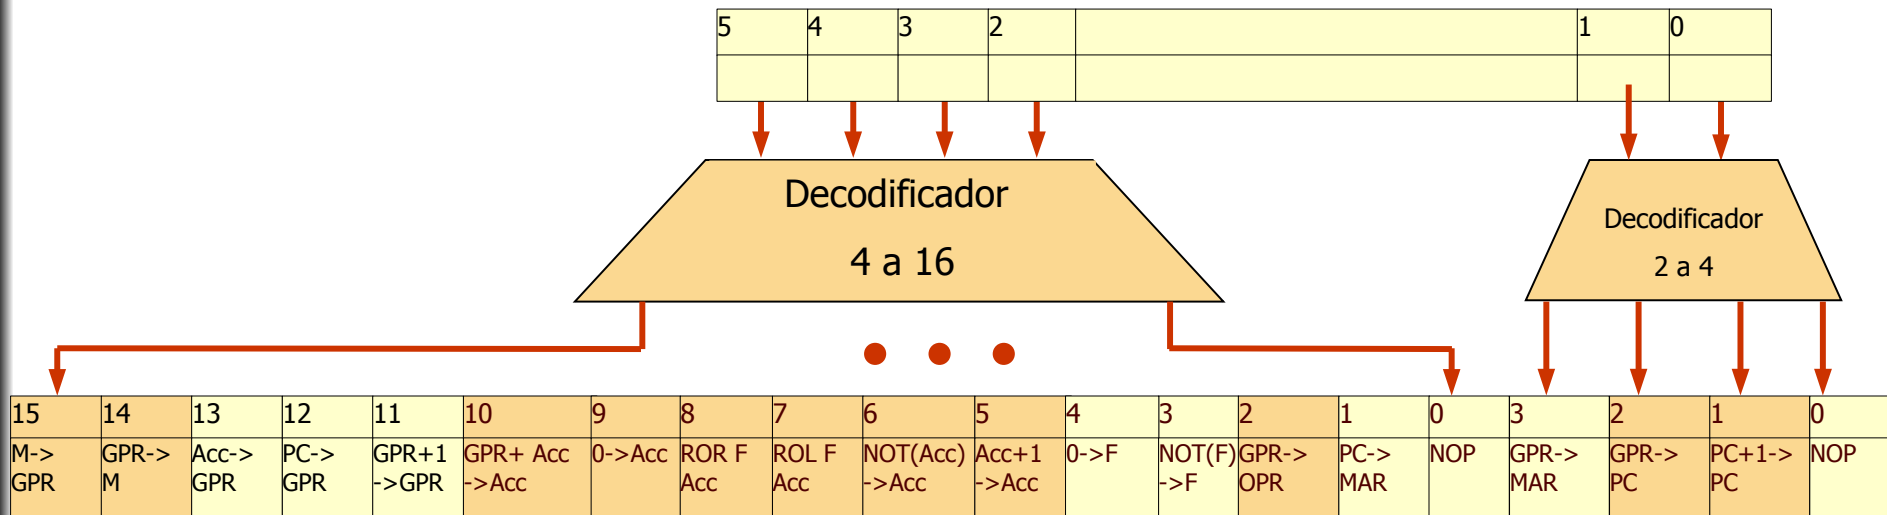 5 4 3 2 1 0
Decodificador
4 a 16
Decodificador
2 a 4
15 14 13 12 11 10 9 8 7 6 5 4 3 2 1 0 3 2 1 0
M-> GPR-> Acc-> PC-> GPR+1 GPR+ Acc 0->Acc ROR F ROL F NOT(Acc) Acc+1 0->F NOT(F) GPR-> PC-> NOP GPR-> GPR-> PC+1-> NOP
GPR M GPR GPR ->GPR ->Acc Acc Acc ->Acc ->Acc ->F OPR MAR MAR PC PC